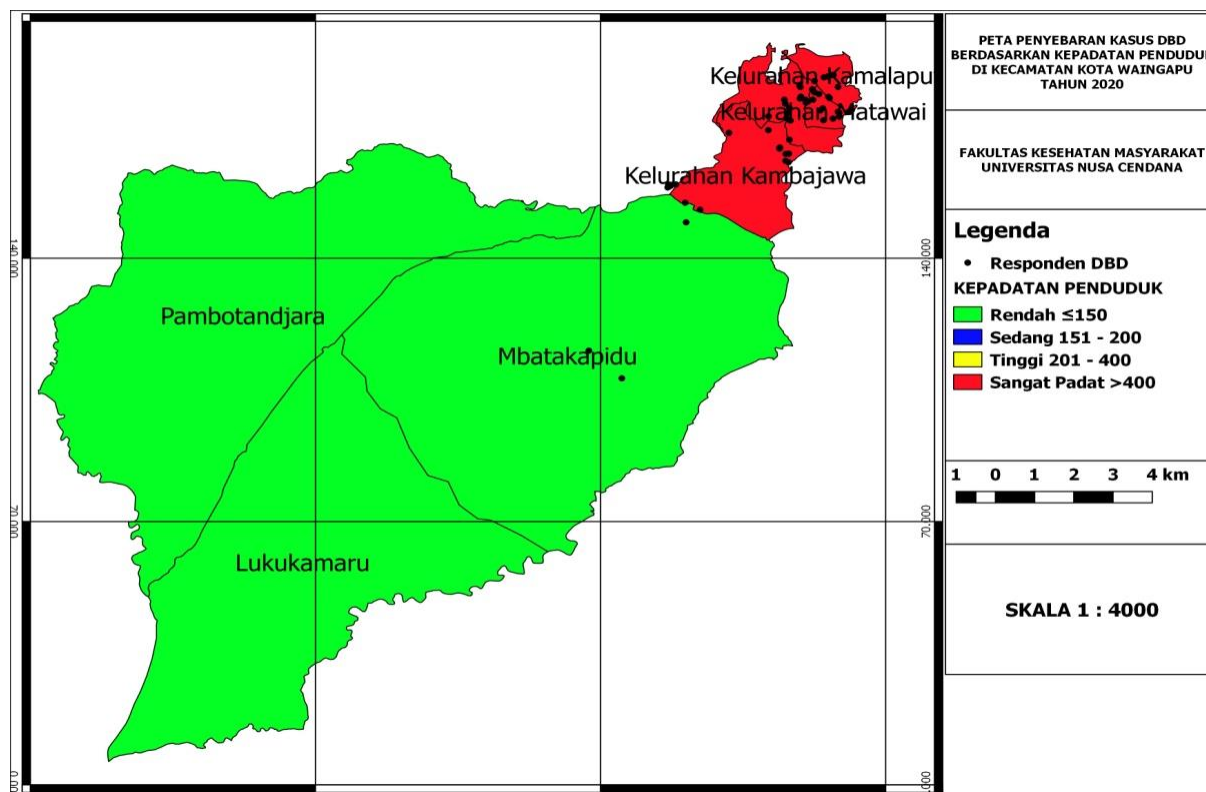 PETA PENYEBARAN KASUS DBD
BERDASARKAN KEPADATAN PENDUDUK
DI KECAMATAN KOTA WAINGAPU
TAHUN 2020
FAKULTAS KESEHATAN MASYARAKAT
UNIVERSITAS NUSA CENDANA
Legenda
Responden DBD
KEPADATAN PENDUDUK
Rendah ≤150
Sedang 151 - 200
Tinggi 201 - 400
Sangat Padat >400
1 0 1 2 3 4 km
SKALA 1 : 4000
Kelurahan Kamalapu
Kelurahan Matawai
Kelurahan Kambajawa
Pambotandjara
Mbatakapidu
Lukukamaru
140.000
140.000
70.000
70.000
0.00
.000